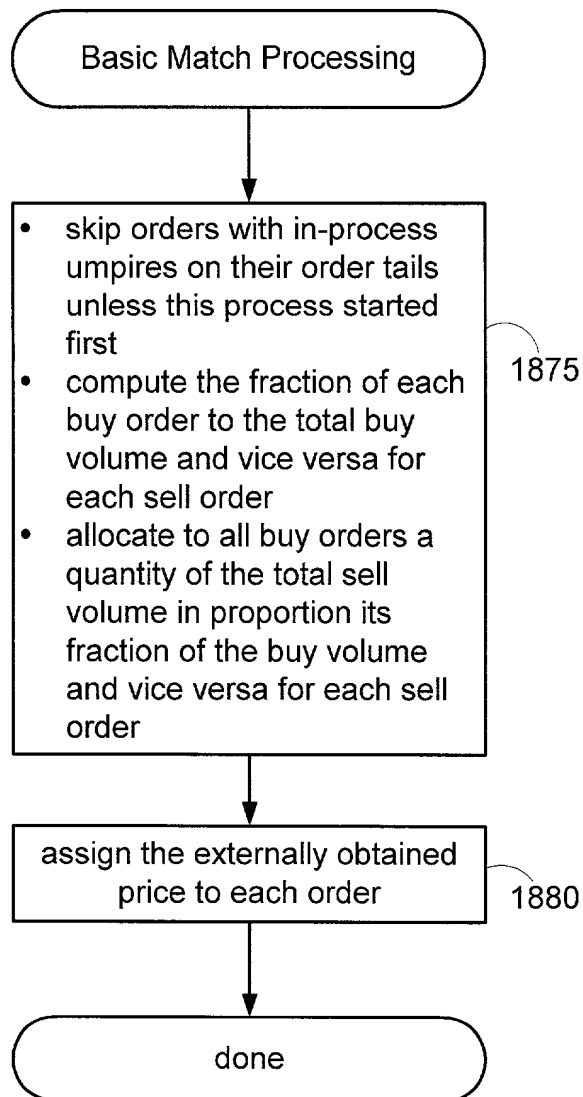 Basic Match Processing
• skip orders with in-process
umpires on their order tails
unless this process started
first
1875
• compute the fraction of each
buy order to the total buy
volume and vice versa for
each sell order
• allocate to all buy orders a
quantity of the total sell
volume in proportion its
fraction of the buy volume
and vice versa for each sell
order
assign the externally obtained
price to each order
1880
done